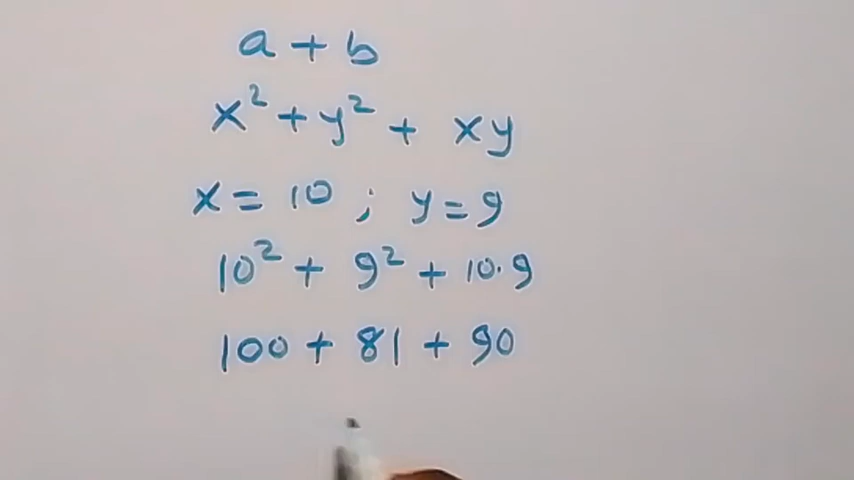 a + b
x² + y² + xy
x = 10 ; y = 9
10² + 9² + 10.9
100 + 81 + 90